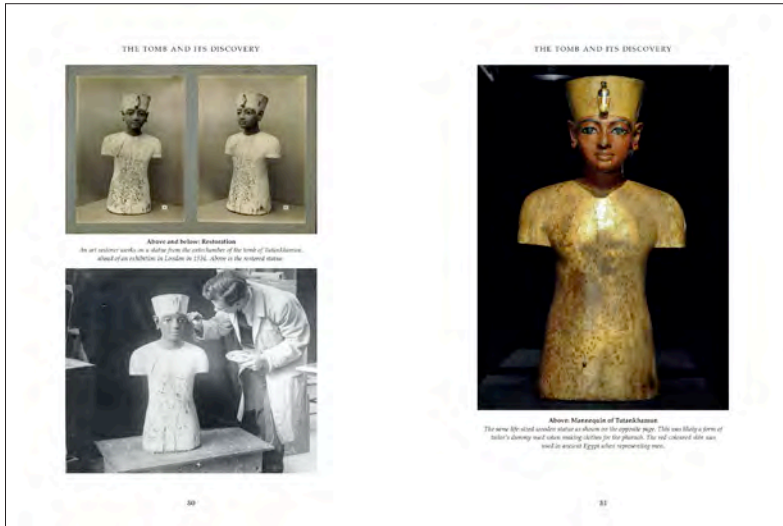 THE TOMB AND ITS DISCOVERY
Above and below: Restoration
An art restorer works on a statue from the antechamber of the tomb of Tutankhamun,
ahead of an exhibition in London in Above is the restored statue.
80
THE TOMB AND ITS DISCOVERY
Above: Mannequin of Tutankhamun
The same life-sized wooden statue as shown on the opposite page. This was likely a form of
tailor's dummy used when making clothes for the pharaoh. The red coloured skin was
used in ancient Egypt when representing men.
81